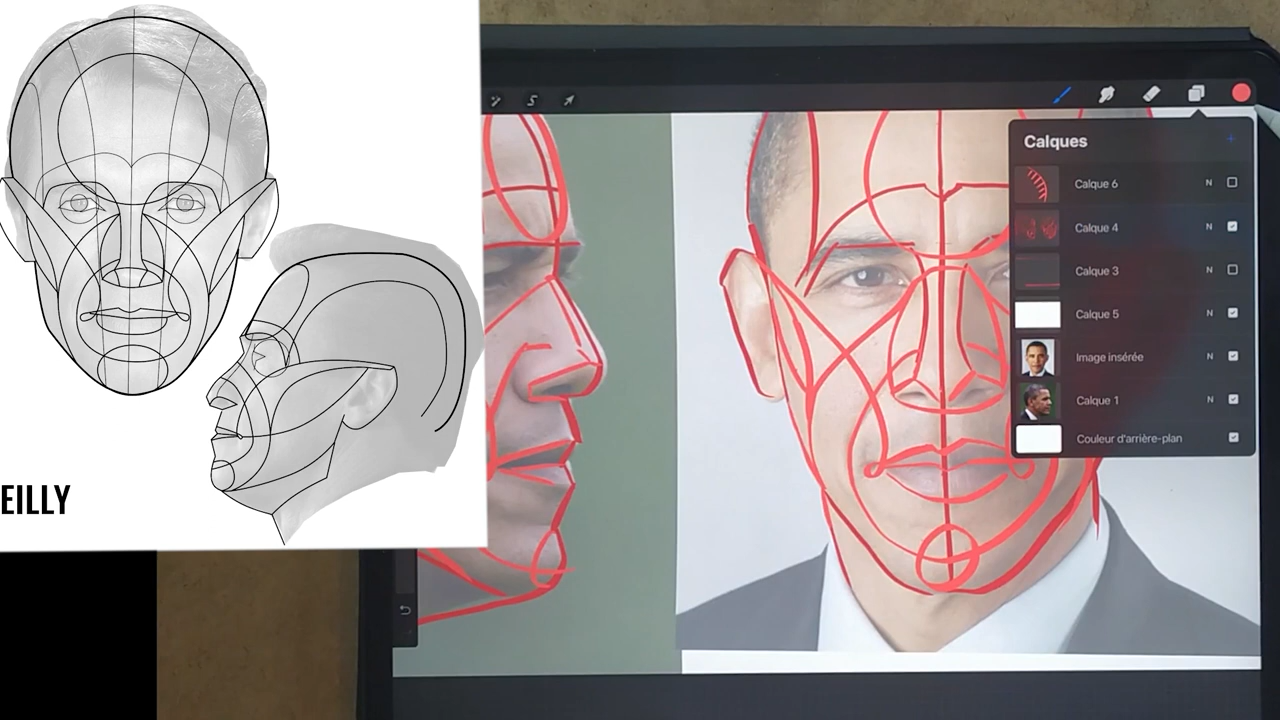 EILLY
Calques
Calque 6 N
Calque 4 N
Calque 3 N
Calque 5 N
Image insérée N
Calque 1 N
Couleur d'arrière-plan